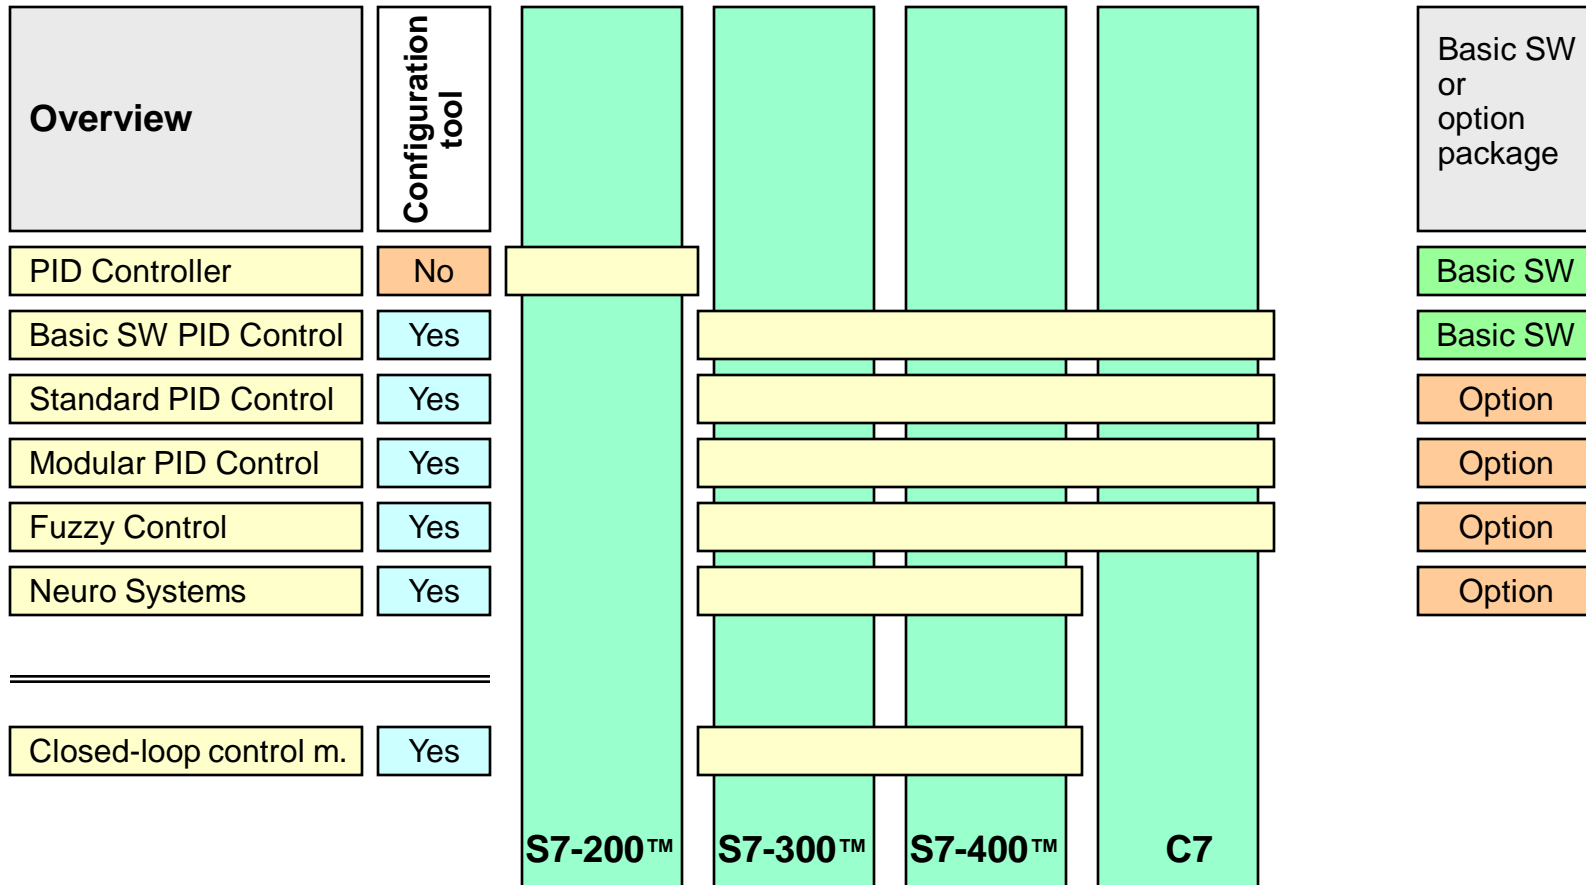 Overview
Configuration
tool
Basic SW
or
option
package
PID Controller No Basic SW
Basic SW PID Control Yes Basic SW
Standard PID Control Yes Option
Modular PID Control Yes Option
Fuzzy Control Yes Option
Neuro Systems Yes Option
Closed-loop control m. Yes
S7-200™ S7-300™ S7-400™ C7